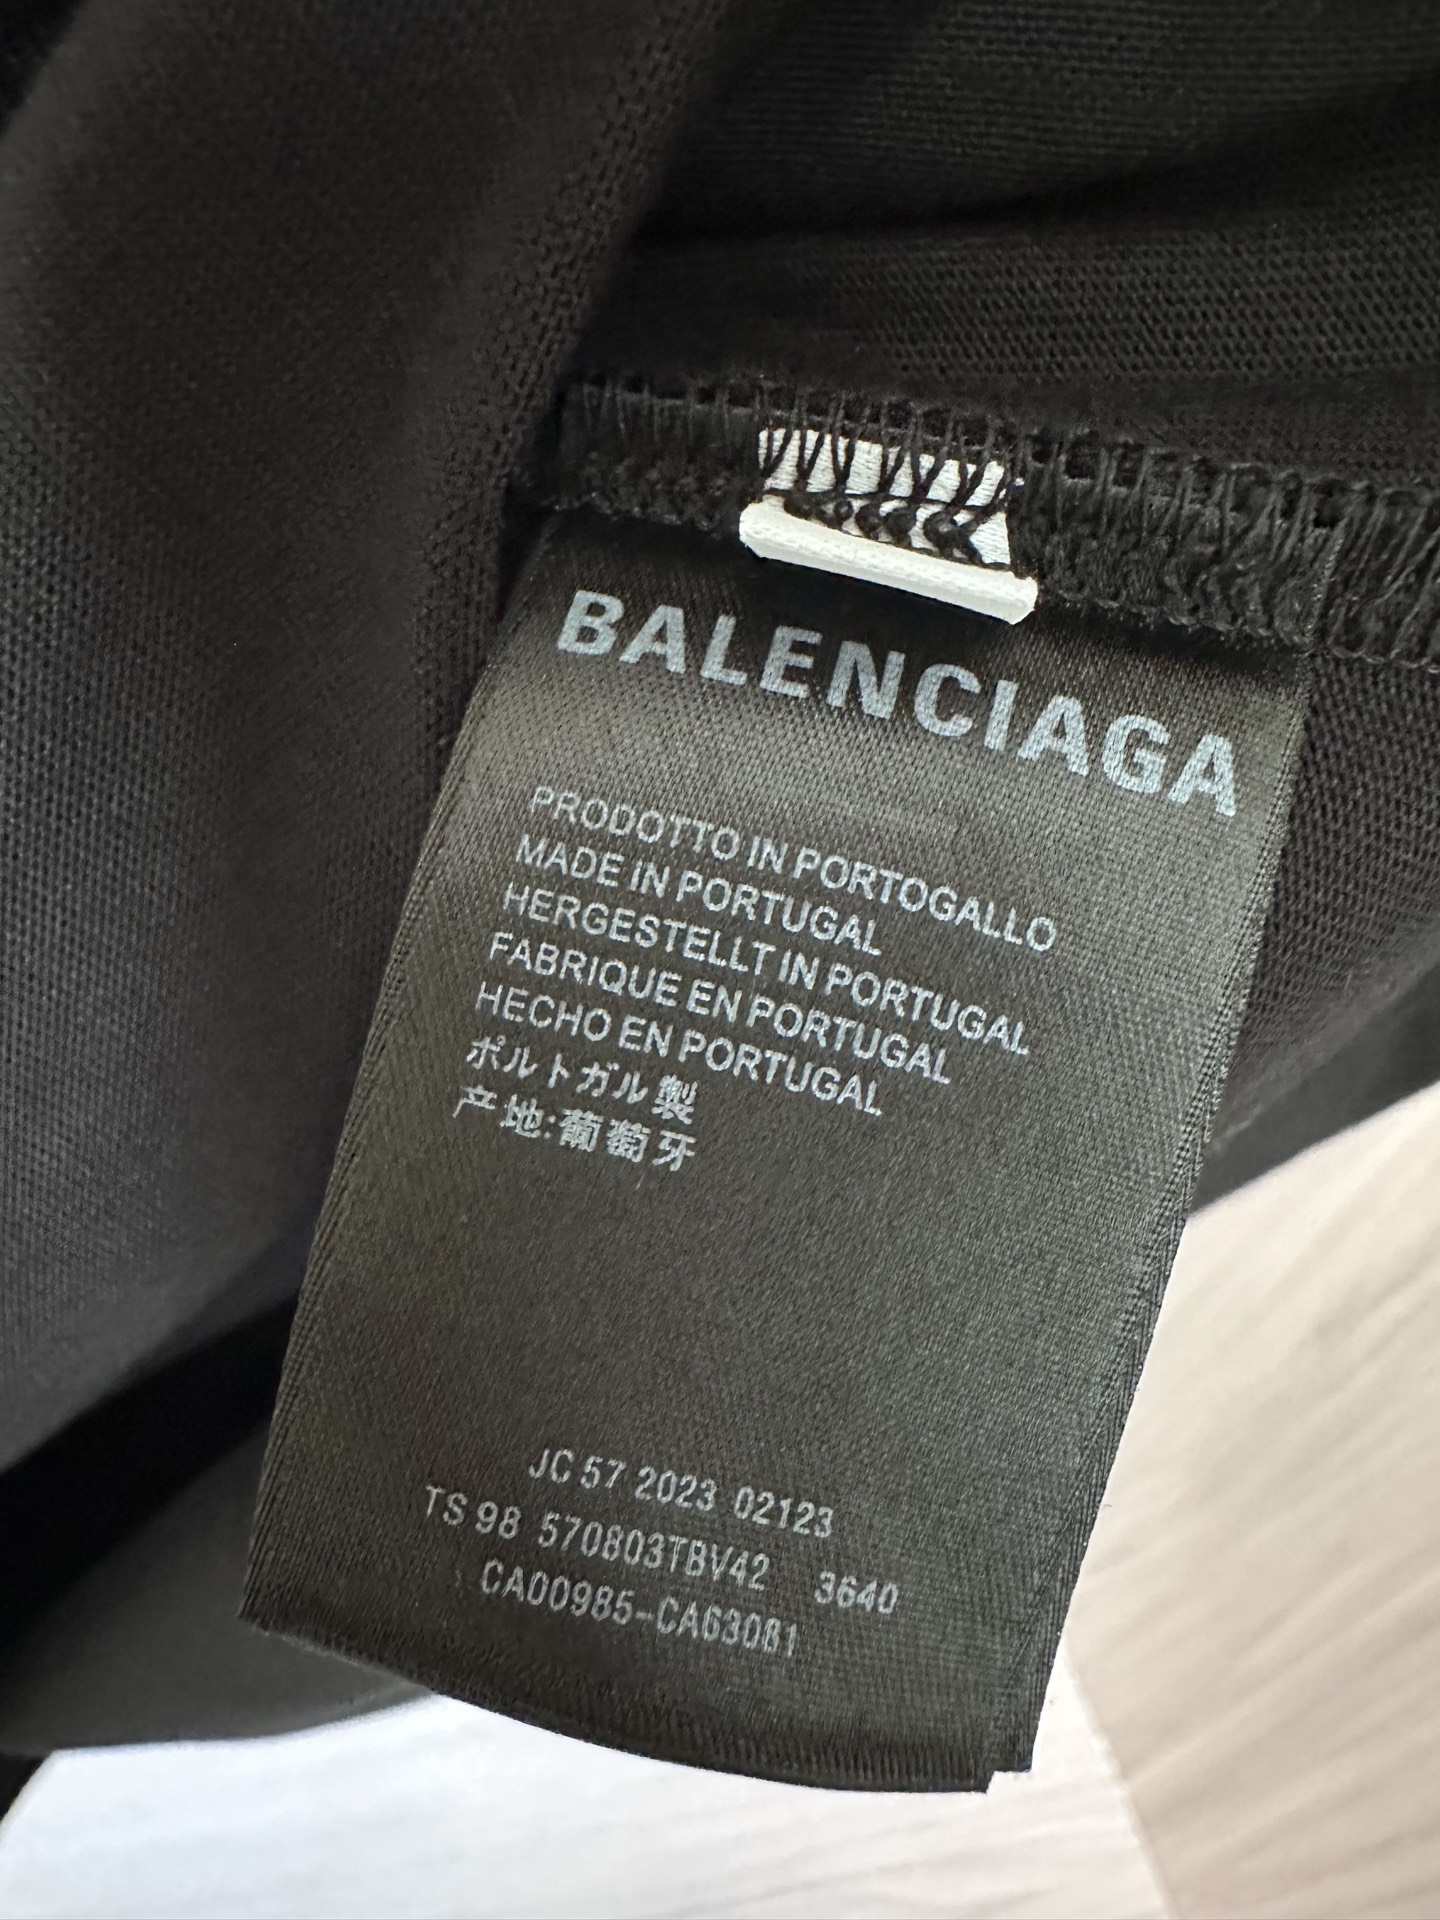 BALENCIAGA
PRODOTTO IN PORTOGALLO
MADE IN PORTUGAL
HERGESTELLT IN PORTUGAL
FABRIQUE EN PORTUGAL
HECHO EN PORTUGAL
ポルトガル製
产地:葡萄牙
JC 57 2023 02123
TS 98 570803TBV42 3640
CA00985-CA63081